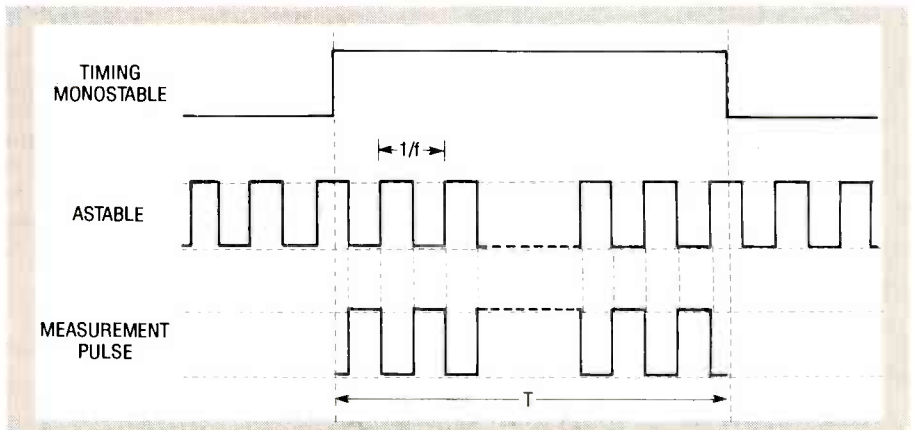 TIMING
MONOSTABLE
1/f
ASTABLE
MEASUREMENT
PULSE
T